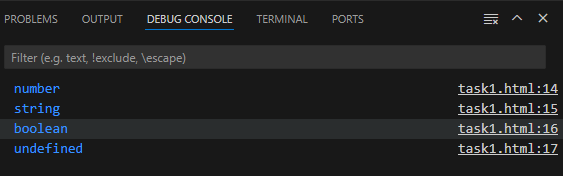 PROBLEMS OUTPUT DEBUG CONSOLE TERMINAL PORTS
Filter (e.g. text, !exclude, \escape)
number task1.html:14
string task1.html:15
boolean task1.html:16
undefined task1.html:17